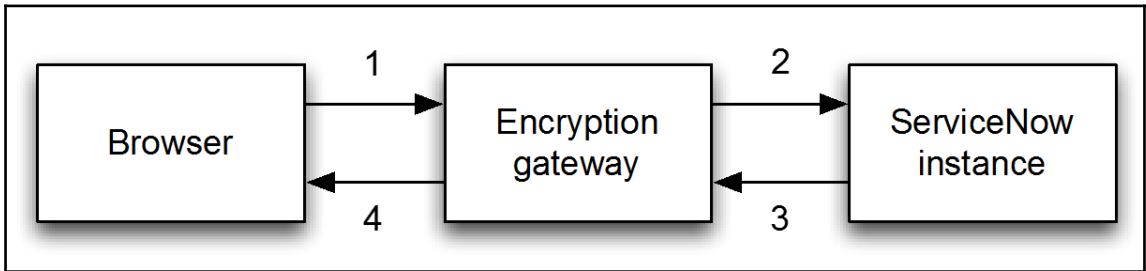 1
2
Browser
Encryption
gateway
ServiceNow
instance
4
3